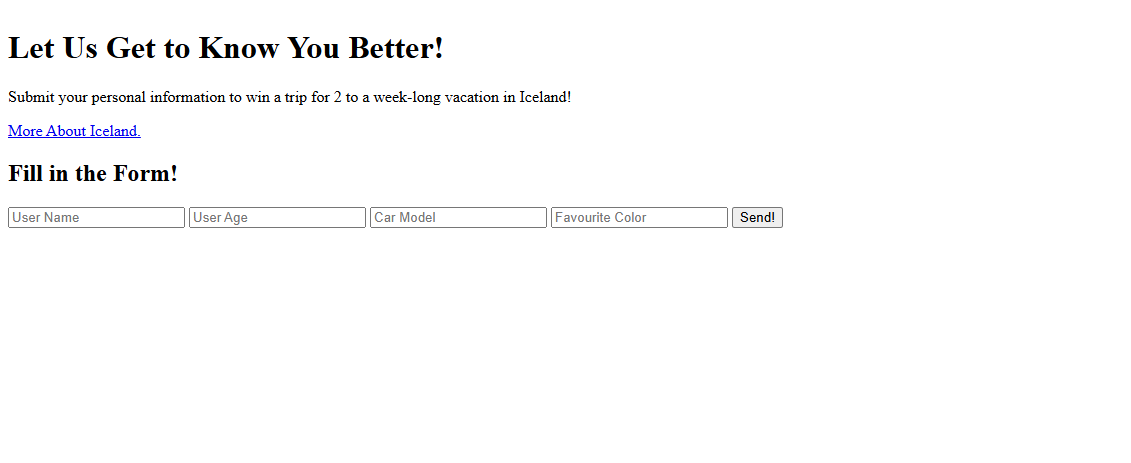 Let Us Get to Know You Better!
Submit your personal information to win a trip for 2 to a week-long vacation in Iceland!
More About Iceland.
Fill in the Form!
User Name User Age Car Model Favourite Color Send!